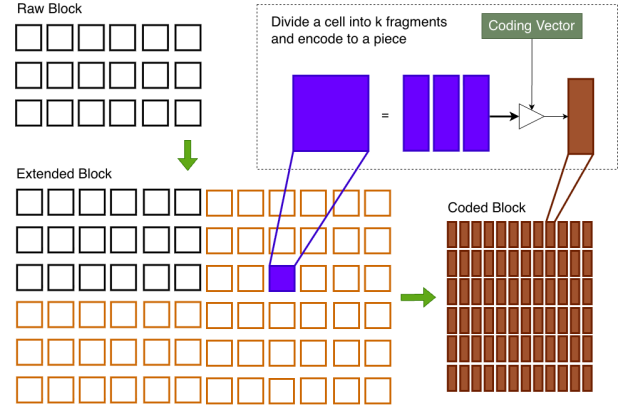 Raw Block
Divide a cell into k fragments
and encode to a piece
Coding Vector
=
Extended Block
Coded Block